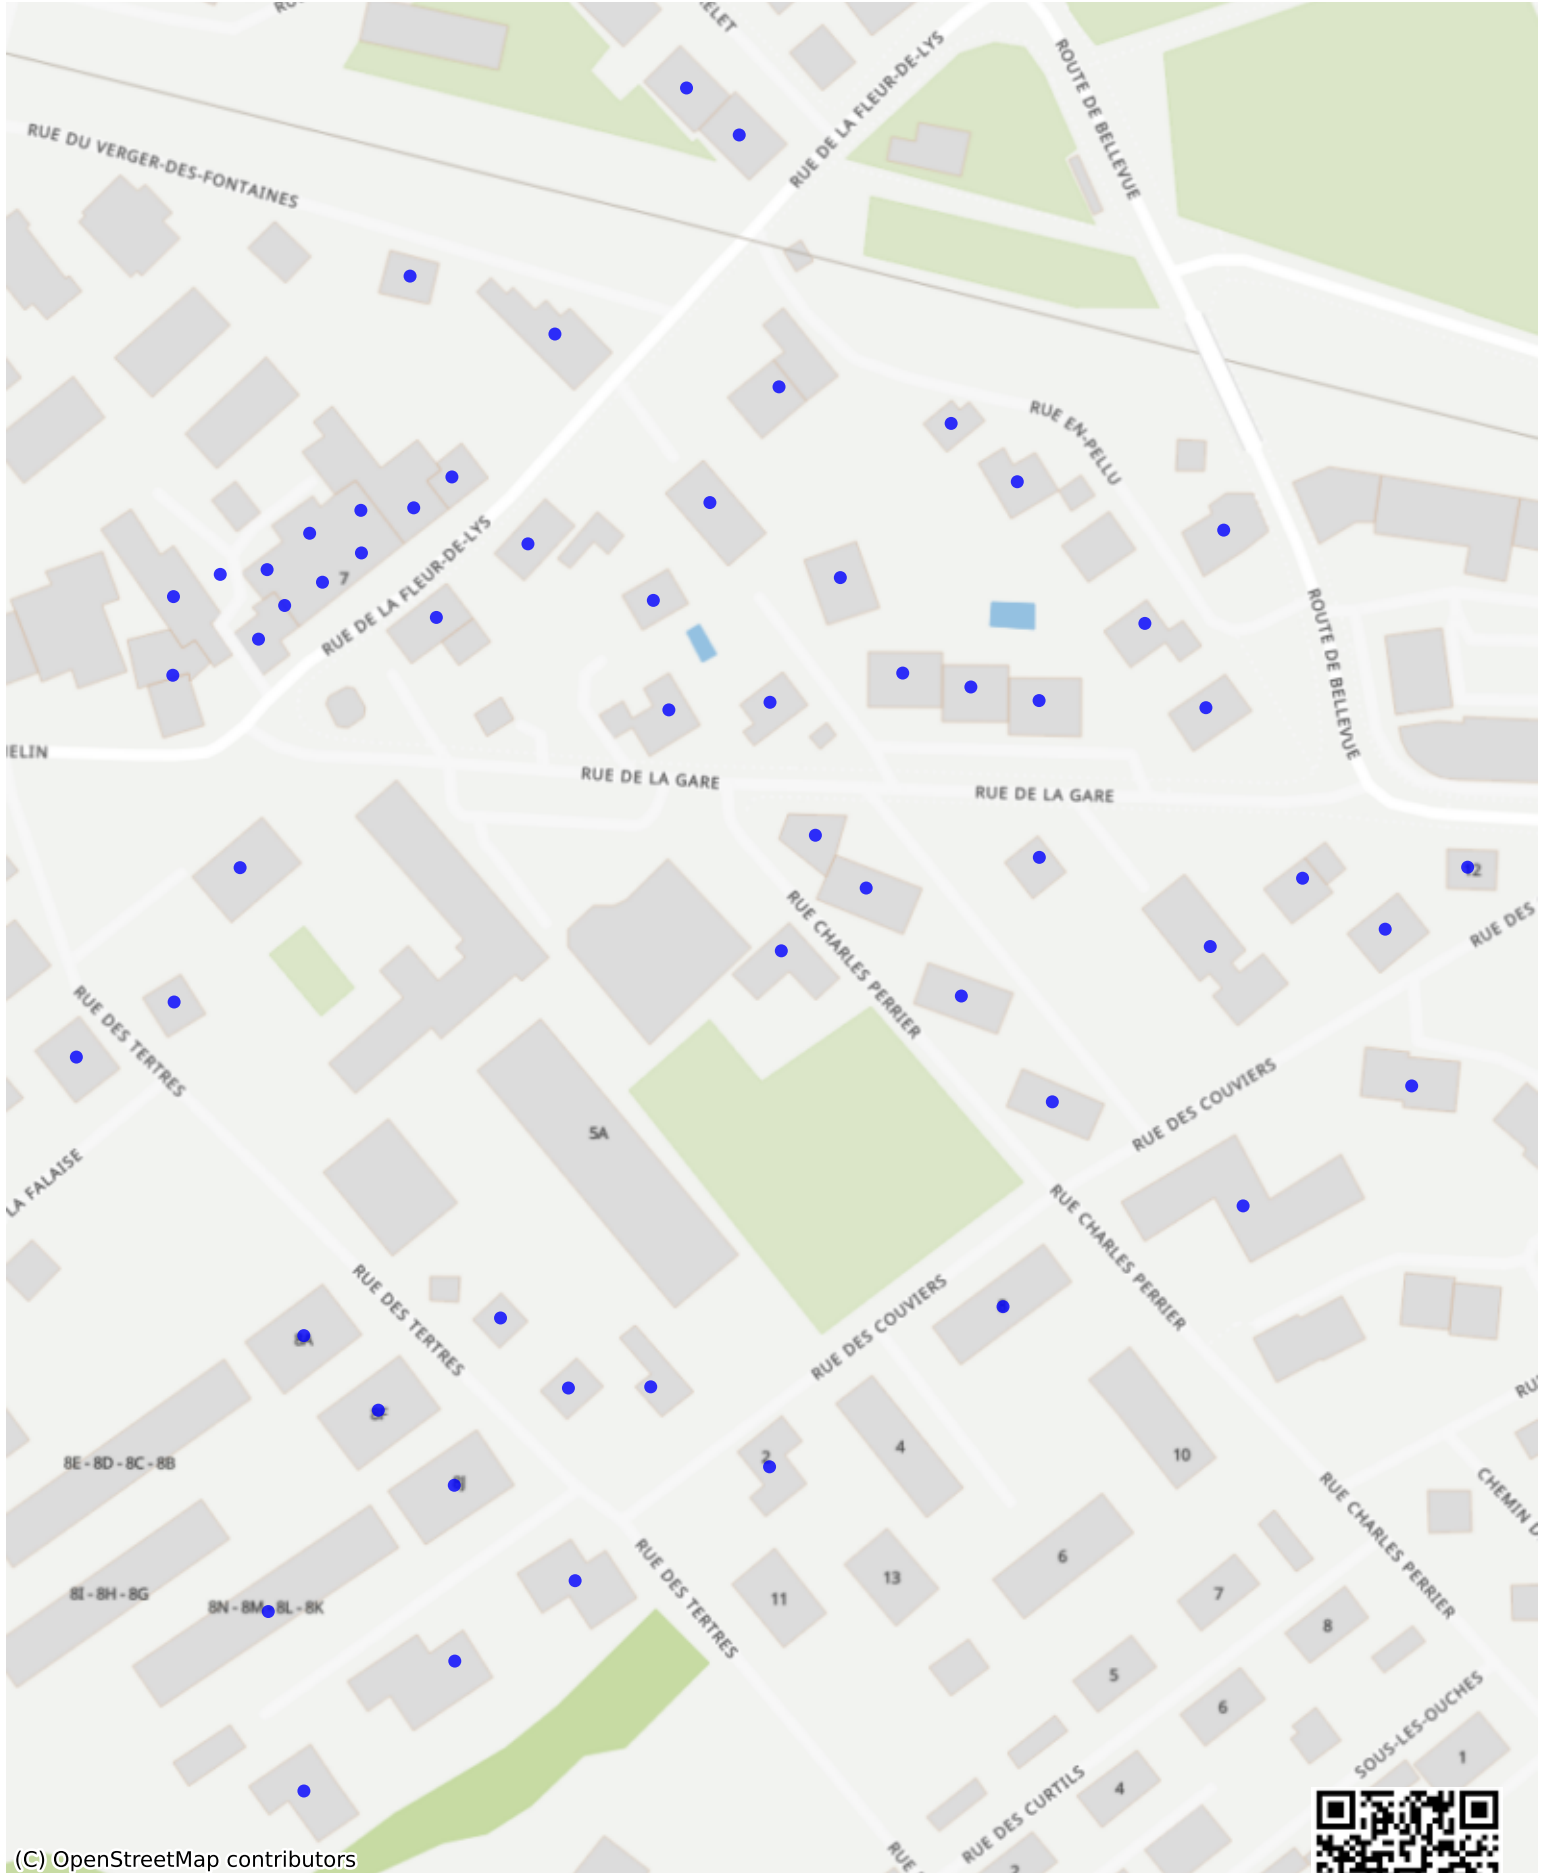 RUE DU VERGER-DES-FONTAINES
RUE DE LA FLEUR-DE-LYS
ROUTE DE BELLEVUE
RUE EN-PELLU
RUE DE LA FLEUR-DE-LYS
7
ROUTE DE BELLEVUE
RUE DE LA GARE
RUE DE LA GARE
RUE CHARLES PERRIER
RUE DES
RUE DES TERTRES
5A
RUE DES COUVIERS
LA FALAISE
RUE CHARLES PERRIER
RUE DES TERTRES
RUE DES COUVIERS
8A
8E - 8D - 8C - 8B
2
4
10
8I - 8H - 8G
8N - 8M - 8L - 8K
RUE DES TERTRES
11
13
6
RUE CHARLES PERRIER
7
8
5
6
SOUS-LES-OUCHES
1
4
RUE DES CURTILS
(C) OpenStreetMap contributors